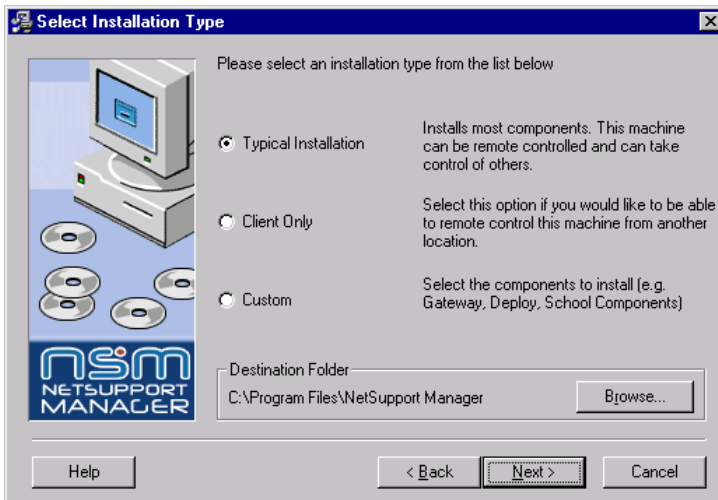 Select Installation Type
Please select an installation type from the list below
Typical Installation
Installs most components. This machine
can be remote controlled and can take
control of others.
Client Only
Select this option if you would like to be able
to remote control this machine from another
location.
Custom
Select the components to install (e.g.
Gateway, Deploy, School Components)
nsm
NETSUPPORT
MANAGER
Destination Folder
C:\Program Files\NetSupport Manager
Browse...
Help
< Back
Next >
Cancel